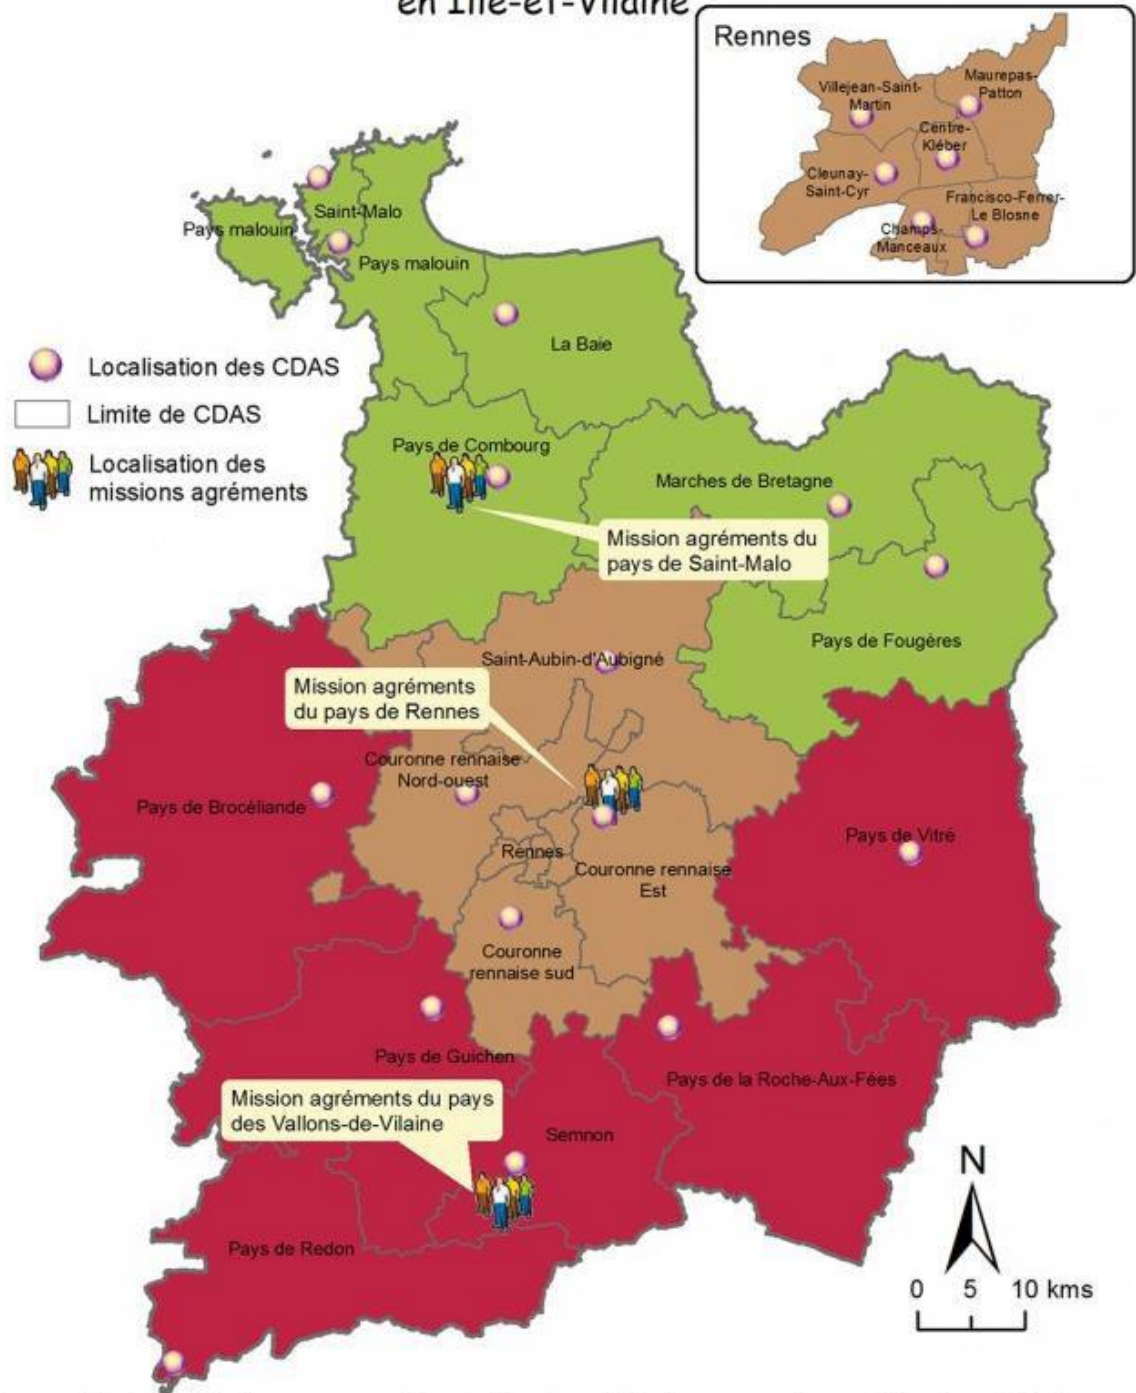 en Ille-et-Vilaine
Rennes
Villejean-Saint-
Martin
Maurepas-
Patton
Centre-
Kléber
Cleunay-
Saint-Cyr
Francisco-Ferrer-
Le Blosne
Champs-
Manceaux
Saint-Malo
Pays malouin
Pays malouin
La Baie
Localisation des CDAS
Limite de CDAS
Localisation des
missions agréments
Pays de Combourg
Marches de Bretagne
Mission agréments du
pays de Saint-Malo
Pays de Fougères
Saint-Aubin-d'Aubigné
Mission agréments
du pays de Rennes
Couronne rennaise
Nord-ouest
Pays de Brocéliande
Pays de Vitré
Rennes
Couronne rennaise
Est
Couronne
rennaise sud
Pays de Guichen
Pays de la Roche-Aux-Fées
Mission agréments du pays
des Vallons-de-Vilaine
Semnon
Pays de Redon
N
0 5 10 kms